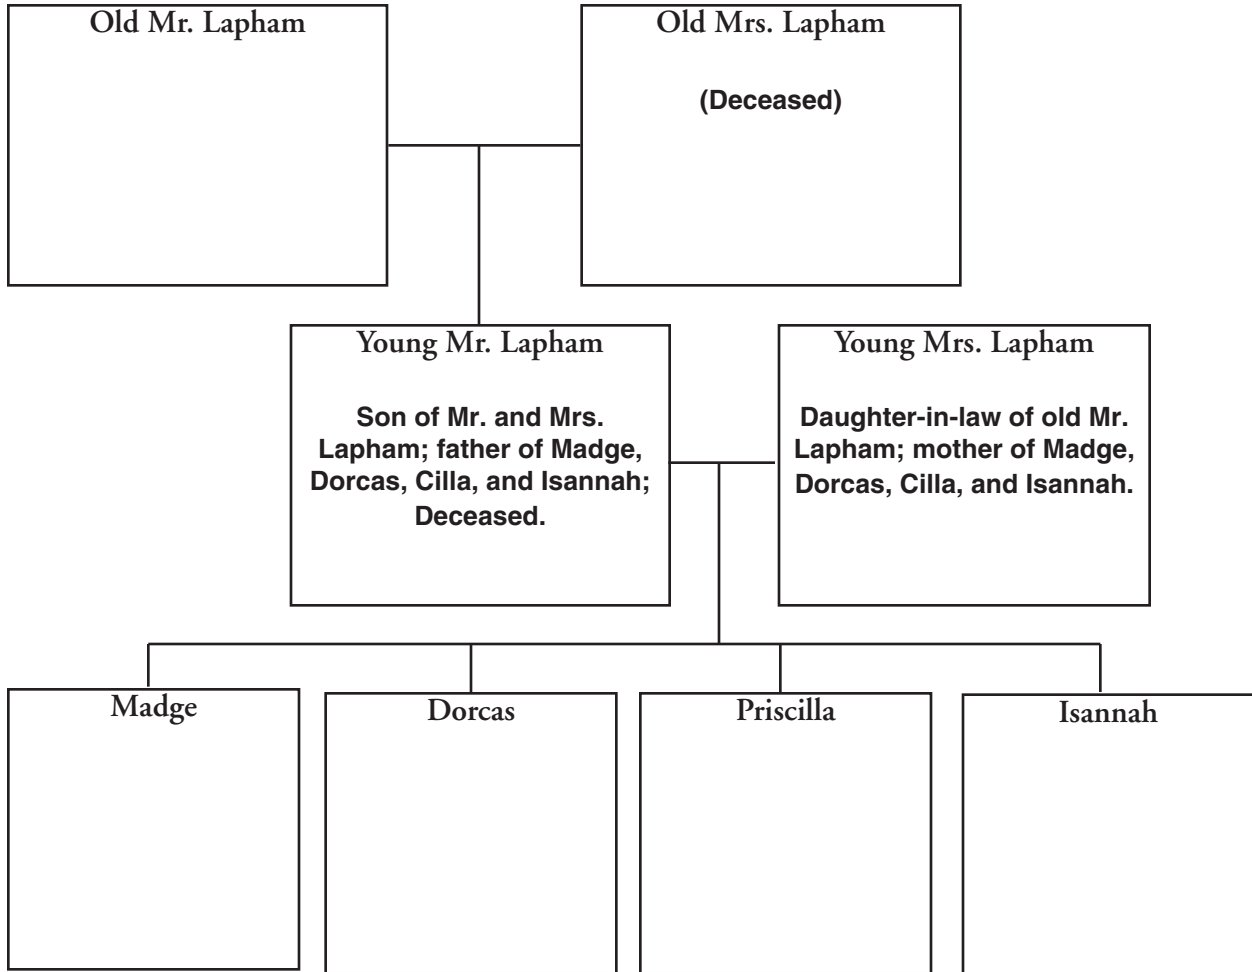 Old Mr. Lapham
Old Mrs. Lapham
(Deceased)
Young Mr. Lapham
Son of Mr. and Mrs.
Lapham; father of Madge,
Dorcas, Cilla, and Isannah;
Deceased.
Young Mrs. Lapham
Daughter-in-law of old Mr.
Lapham; mother of Madge,
Dorcas, Cilla, and Isannah.
Madge
Dorcas
Priscilla
Isannah